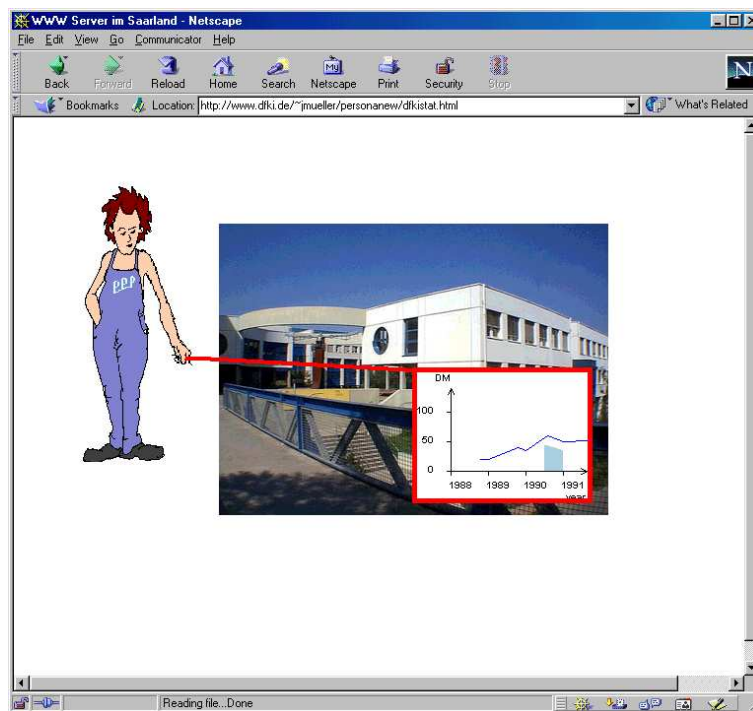 WWW Server im Saarland - Netscape
File Edit View Go Communicator Help
Back Forward Reload Home Search Netscape Print Security Stop
My
N
Bookmarks Location: http://www.dfki.de/~jmueller/personanew/dfkistat.html What's Related
PPP
DM
100
50
0
1988 1989 1990 1991
year
Reading file...Done